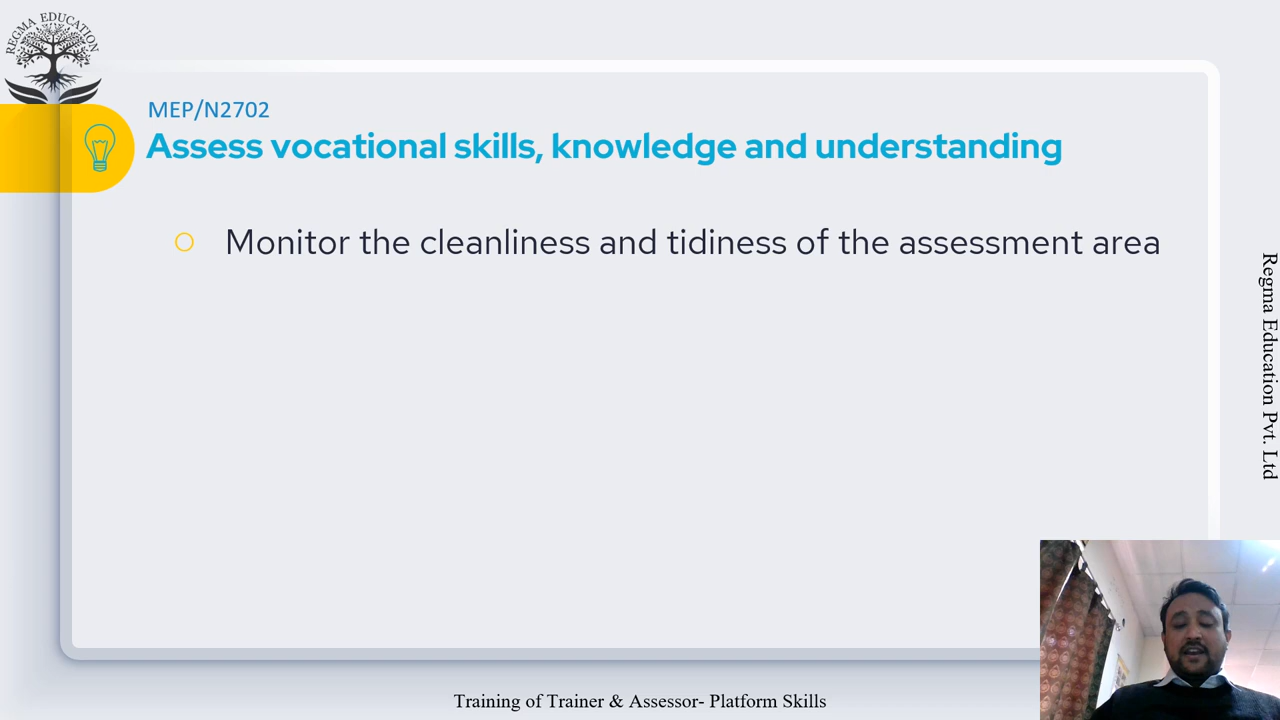 REGMA EDUCATION
MEP/N2702
Assess vocational skills, knowledge and understanding
Monitor the cleanliness and tidiness of the assessment area
Regma Education Pvt. Ltd
Training of Trainer & Assessor- Platform Skills